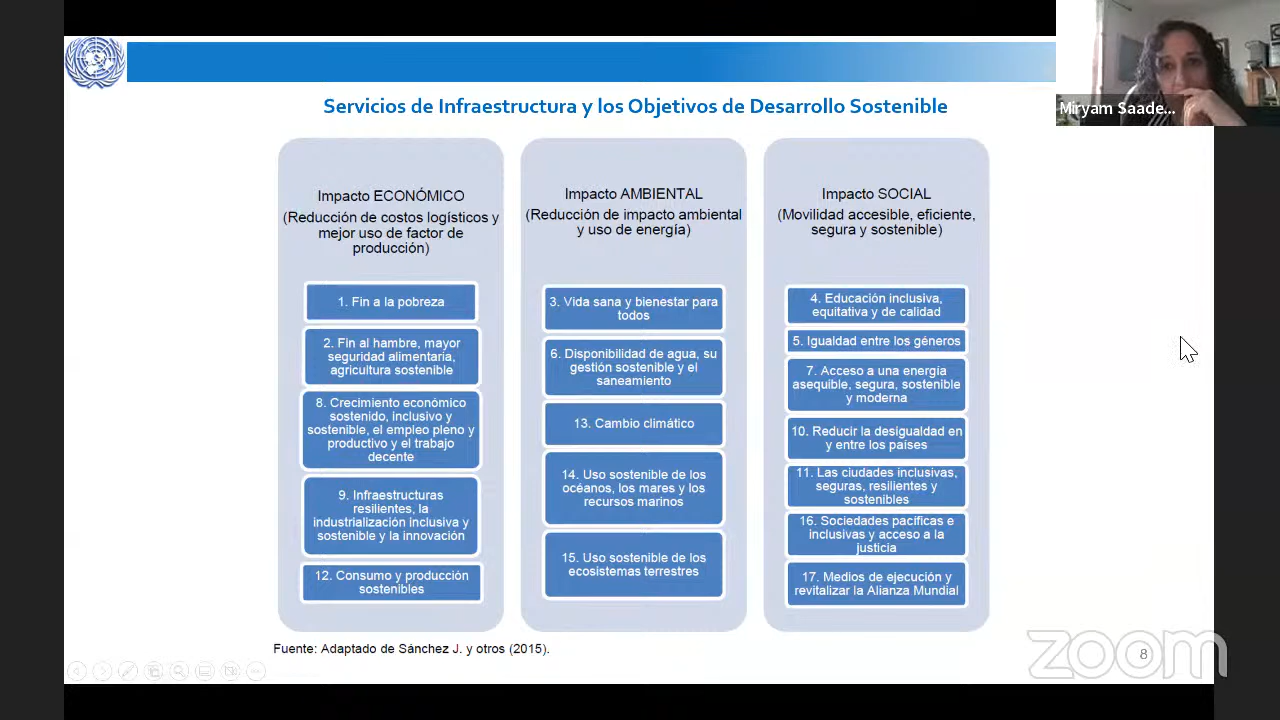 Miryam Saade...
Servicios de Infraestructura y los Objetivos de Desarrollo Sostenible
Impacto ECONÓMICO
(Reducción de costos logísticos y
mejor uso de factor de
producción)
1. Fin a la pobreza
2. Fin al hambre, mayor
seguridad alimentaria,
agricultura sostenible
8. Crecimiento económico
sostenido, inclusivo y
sostenible, el empleo pleno y
productivo y el trabajo
decente
9. Infraestructuras
resilientes, la
industrialización inclusiva y
sostenible y la innovación
12. Consumo y producción
sostenibles
Impacto AMBIENTAL
(Reducción de impacto ambiental
y uso de energía)
3. Vida sana y bienestar para
todos
6. Disponibilidad de agua, su
gestión sostenible y el
saneamiento
13. Cambio climático
14. Uso sostenible de los
océanos, los mares y los
recursos marinos
15. Uso sostenible de los
ecosistemas terrestres
Impacto SOCIAL
(Movilidad accesible, eficiente,
segura y sostenible)
4. Educación inclusiva,
equitativa y de calidad
5. Igualdad entre los géneros
7. Acceso a una energía
asequible, segura, sostenible
y moderna
10. Reducir la desigualdad en
y entre los países
11. Las ciudades inclusivas,
seguras, resilientes y
sostenibles
16. Sociedades pacíficas e
inclusivas y acceso a la
justicia
17. Medios de ejecución y
revitalizar la Alianza Mundial
Fuente: Adaptado de Sánchez J. y otros (2015).
zoom
8